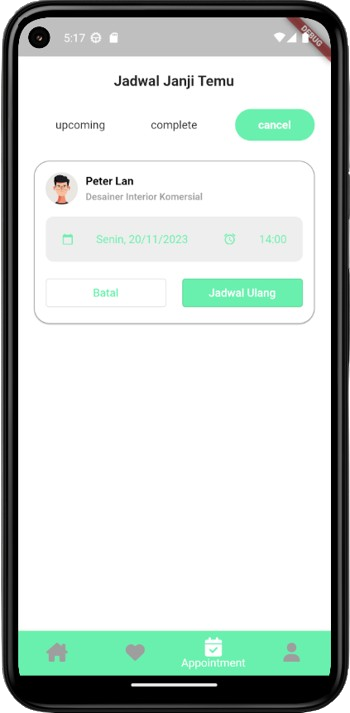 5:17
DEBUG
Jadwal Janji Temu
upcoming complete cancel
Peter Lan
Desainer Interior Komersial
Senin, 20/11/2023 14:00
Batal Jadwal Ulang
Appointment